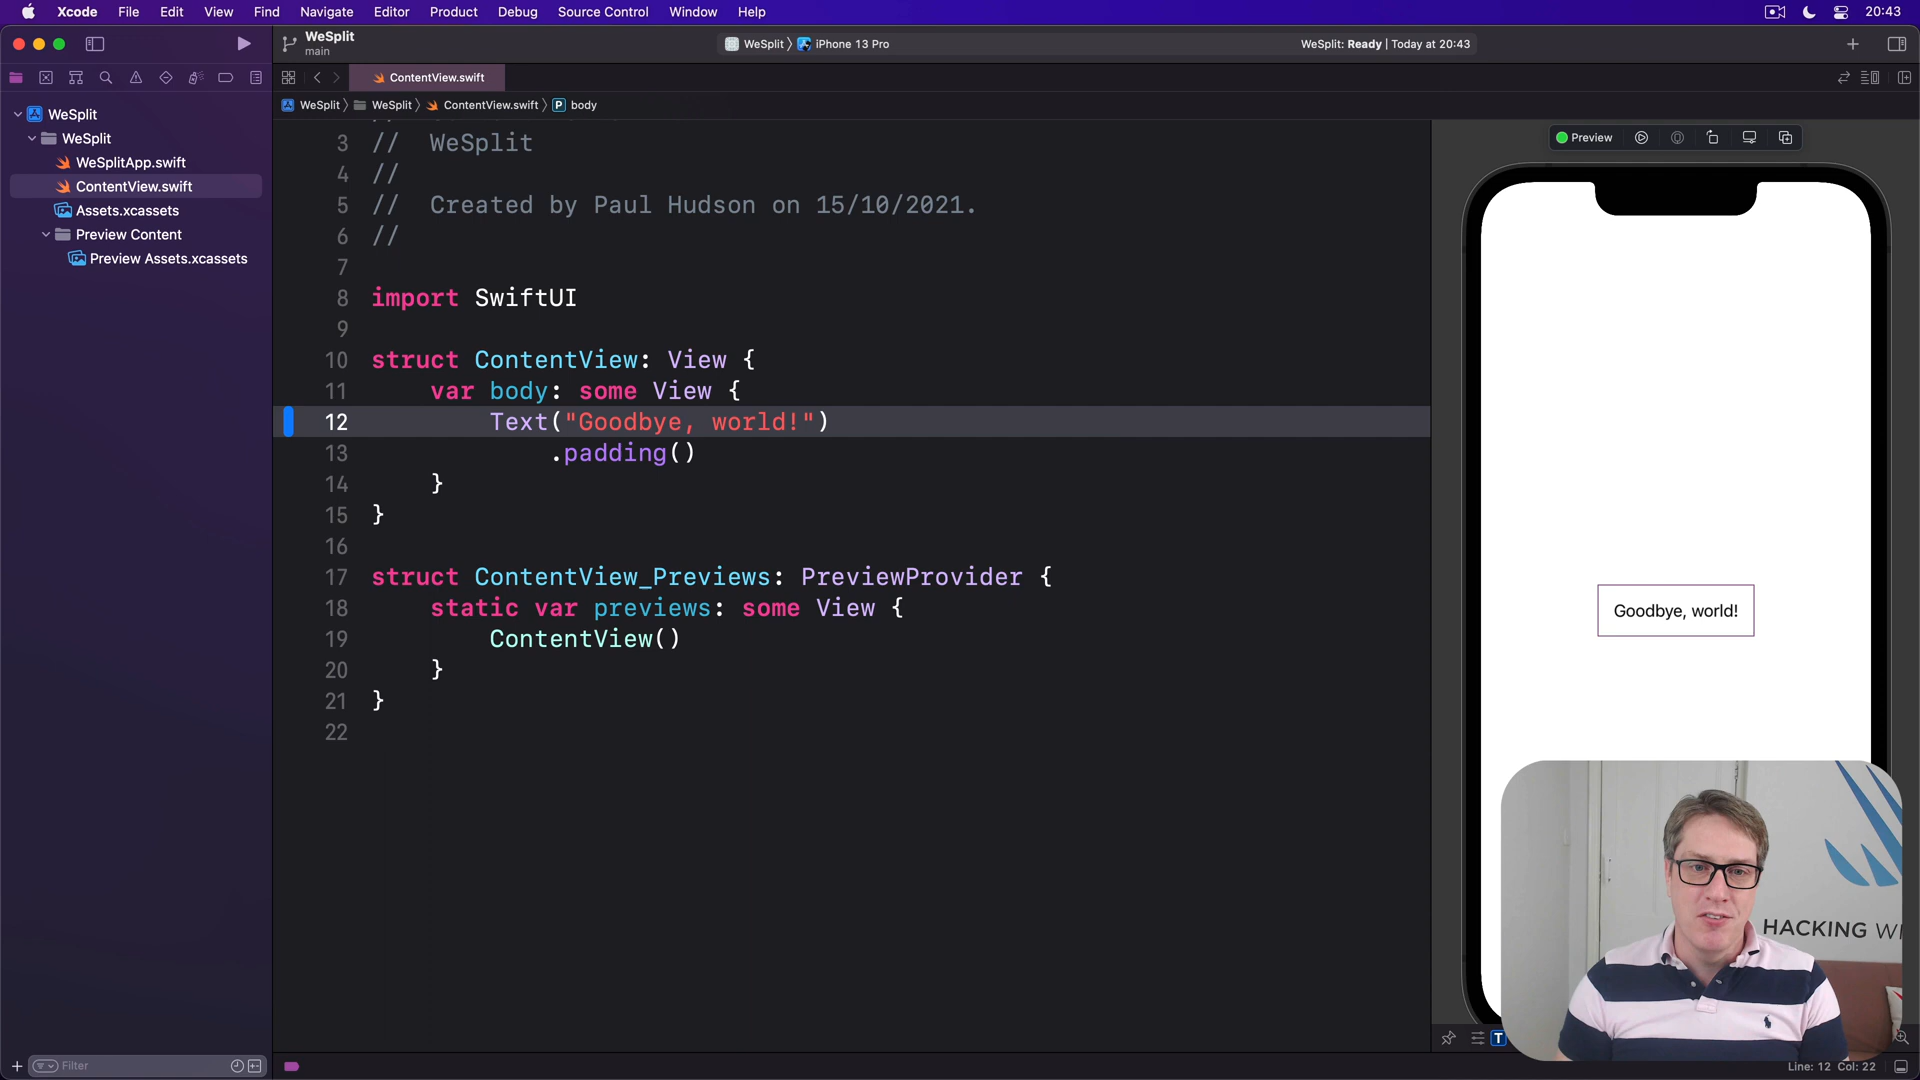 Xcode File Edit View Find Navigate Editor Product Debug Source Control Window Help 20:43
WeSplit
main
WeSplit iPhone 13 Pro
WeSplit: Ready | Today at 20:43
ContentView.swift
WeSplit WeSplit ContentView.swift P body
WeSplit
WeSplit
WeSplitApp.swift
ContentView.swift
Assets.xcassets
Preview Content
Preview Assets.xcassets
3 //  WeSplit
4 //
5 //  Created by Paul Hudson on 15/10/2021.
6 //
7
8 import SwiftUI
9
10 struct ContentView: View {
11     var body: some View {
12         Text("Goodbye, world!")
13             .padding()
14     }
15 }
16
17 struct ContentView_Previews: PreviewProvider {
18     static var previews: some View {
19         ContentView()
20     }
21 }
22
Preview
Goodbye, world!
HACKING WI
T
Filter
Line: 12 Col: 22